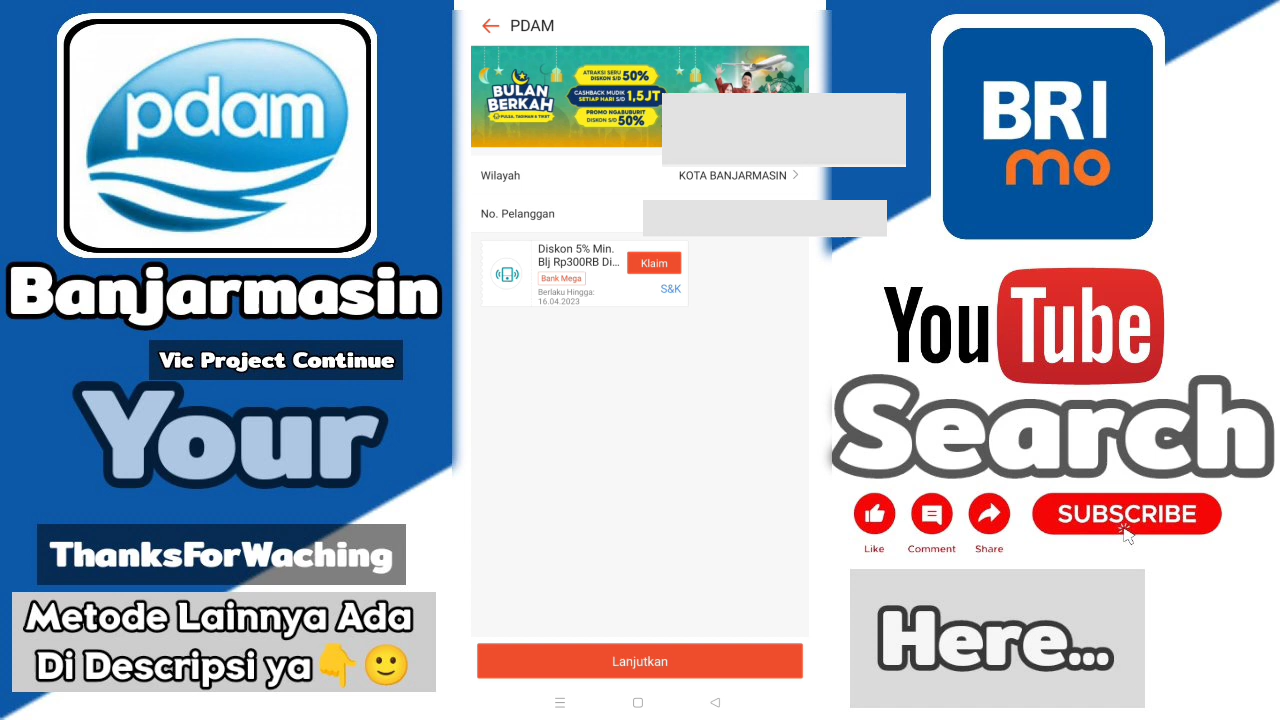 pdam
Banjarmasin
Vic Project Continue
Your
ThanksForWaching
Metode Lainnya Ada
Di Descripsi ya👇🙂
PDAM
BULAN
BERKAH
PULSA, TAGIHAN & TIKET
ATRAKSI SERU
DISKON S/D 50%
CASHBACK MUDIK
SETIAP HARI S/D 1,5JT
PROMO NGABUBURIT
DISKON S/D 50%
Wilayah
KOTA BANJARMASIN
No. Pelanggan
Diskon 5% Min.
Blj Rp300RB Di...
Bank Mega
Berlaku Hingga:
16.04.2023
Klaim
S&K
Lanjutkan
BRI
mo
YouTube
Search
SUBSCRIBE
Like
Comment
Share
Here...